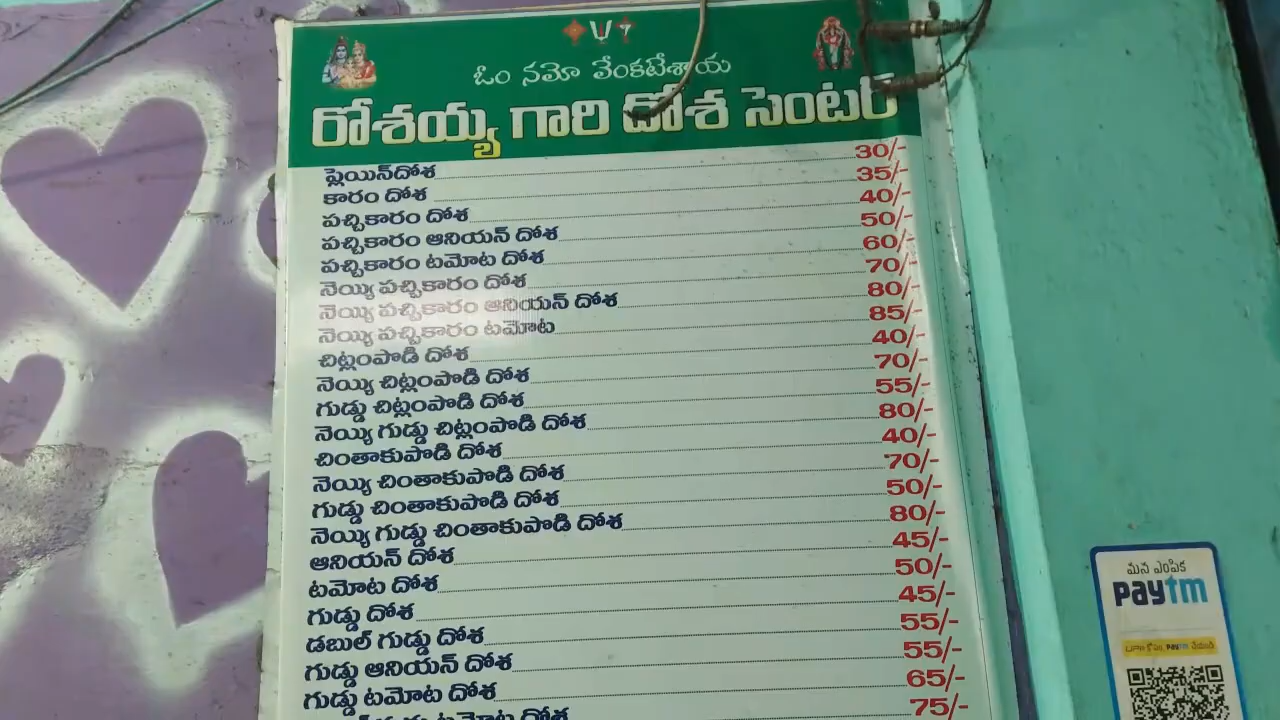 ఓం నమో వేంకటేశాయ
రోశయ్య గారి దోశ సెంటర్
ప్లెయిన్‌దోశ 30/-
కారం దోశ 35/-
పచ్చికారం దోశ 40/-
పచ్చికారం ఆనియన్ దోశ 50/-
పచ్చికారం టమోట దోశ 60/-
నెయ్యి పచ్చికారం దోశ 70/-
నెయ్యి పచ్చికారం ఆనియన్ దోశ 80/-
నెయ్యి పచ్చికారం టమోట 85/-
చిట్లంపొడి దోశ 40/-
నెయ్యి చిట్లంపొడి దోశ 70/-
గుడ్డు చిట్లంపొడి దోశ 55/-
నెయ్యి గుడ్డు చిట్లంపొడి దోశ 80/-
చింతాకుపొడి దోశ 40/-
నెయ్యి చింతాకుపొడి దోశ 70/-
గుడ్డు చింతాకుపొడి దోశ 50/-
నెయ్యి గుడ్డు చింతాకుపొడి దోశ 80/-
ఆనియన్ దోశ 45/-
టమోట దోశ 50/-
గుడ్డు దోశ 45/-
డబుల్ గుడ్డు దోశ 55/-
గుడ్డు ఆనియన్ దోశ 55/-
గుడ్డు టమోట దోశ 65/-
టమోట దోశ 75/-
మన ఎంపిక
paytm